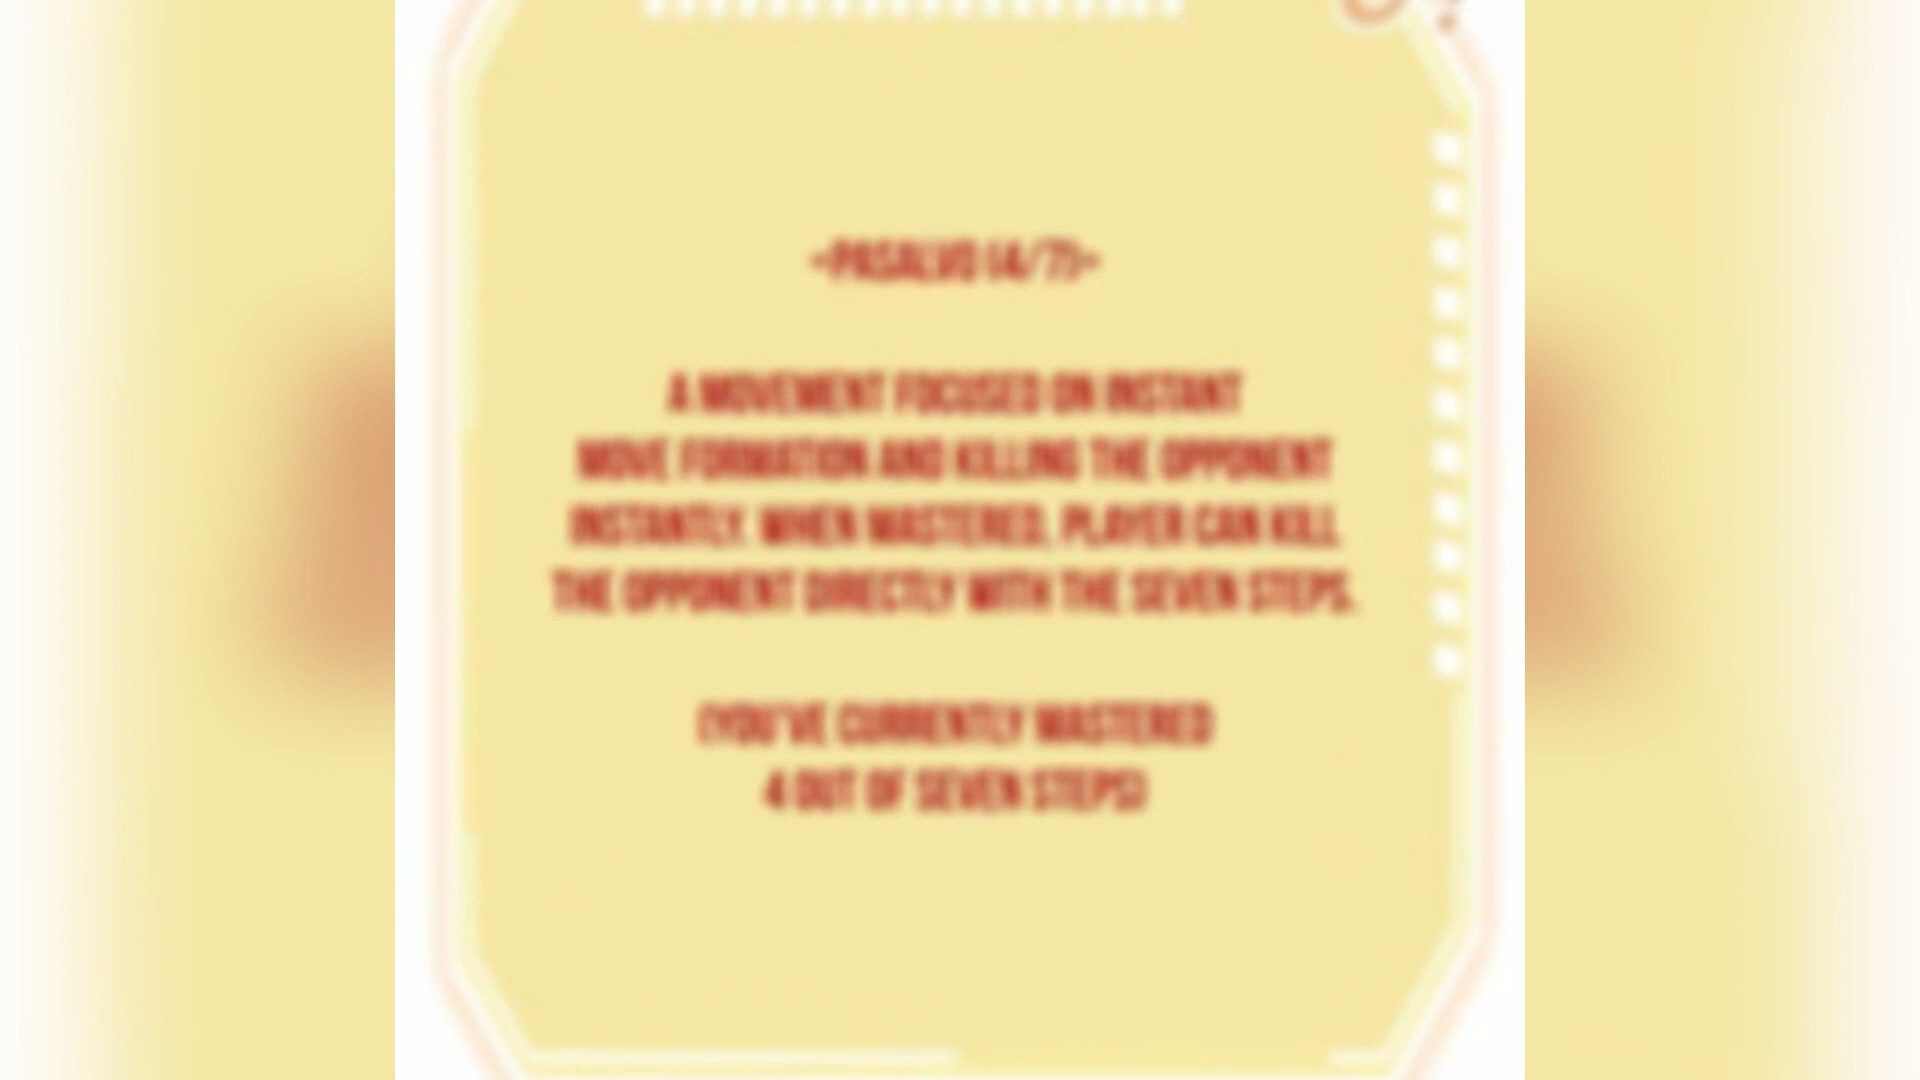 <PASALVO (4/7)>
A MOVEMENT FOCUSED ON INSTANT
MOVE FORMATION AND KILLING THE OPPONENT
INSTANTLY. WHEN MASTERED, PLAYER CAN KILL
THE OPPONENT DIRECTLY WITH THE SEVEN STEPS.
(YOU'VE CURRENTLY MASTERED
4 OUT OF SEVEN STEPS)